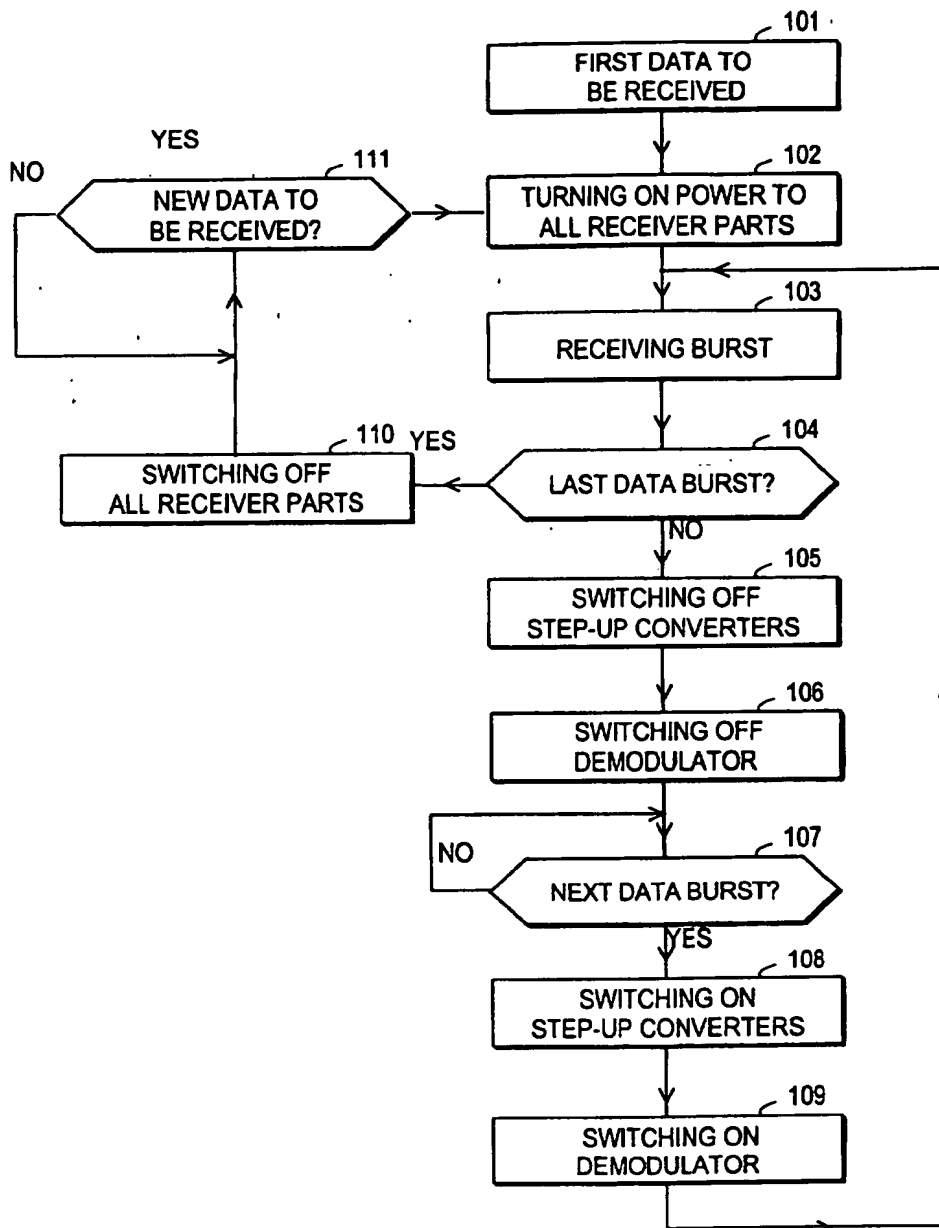 101
FIRST DATA TO
BE RECEIVED
YES
NO
111
NEW DATA TO
BE RECEIVED?
102
TURNING ON POWER TO
ALL RECEIVER PARTS
103
RECEIVING BURST
110
YES
SWITCHING OFF
ALL RECEIVER PARTS
104
LAST DATA BURST?
NO
105
SWITCHING OFF
STEP-UP CONVERTERS
106
SWITCHING OFF
DEMODULATOR
107
NO
NEXT DATA BURST?
YES
108
SWITCHING ON
STEP-UP CONVERTERS
109
SWITCHING ON
DEMODULATOR